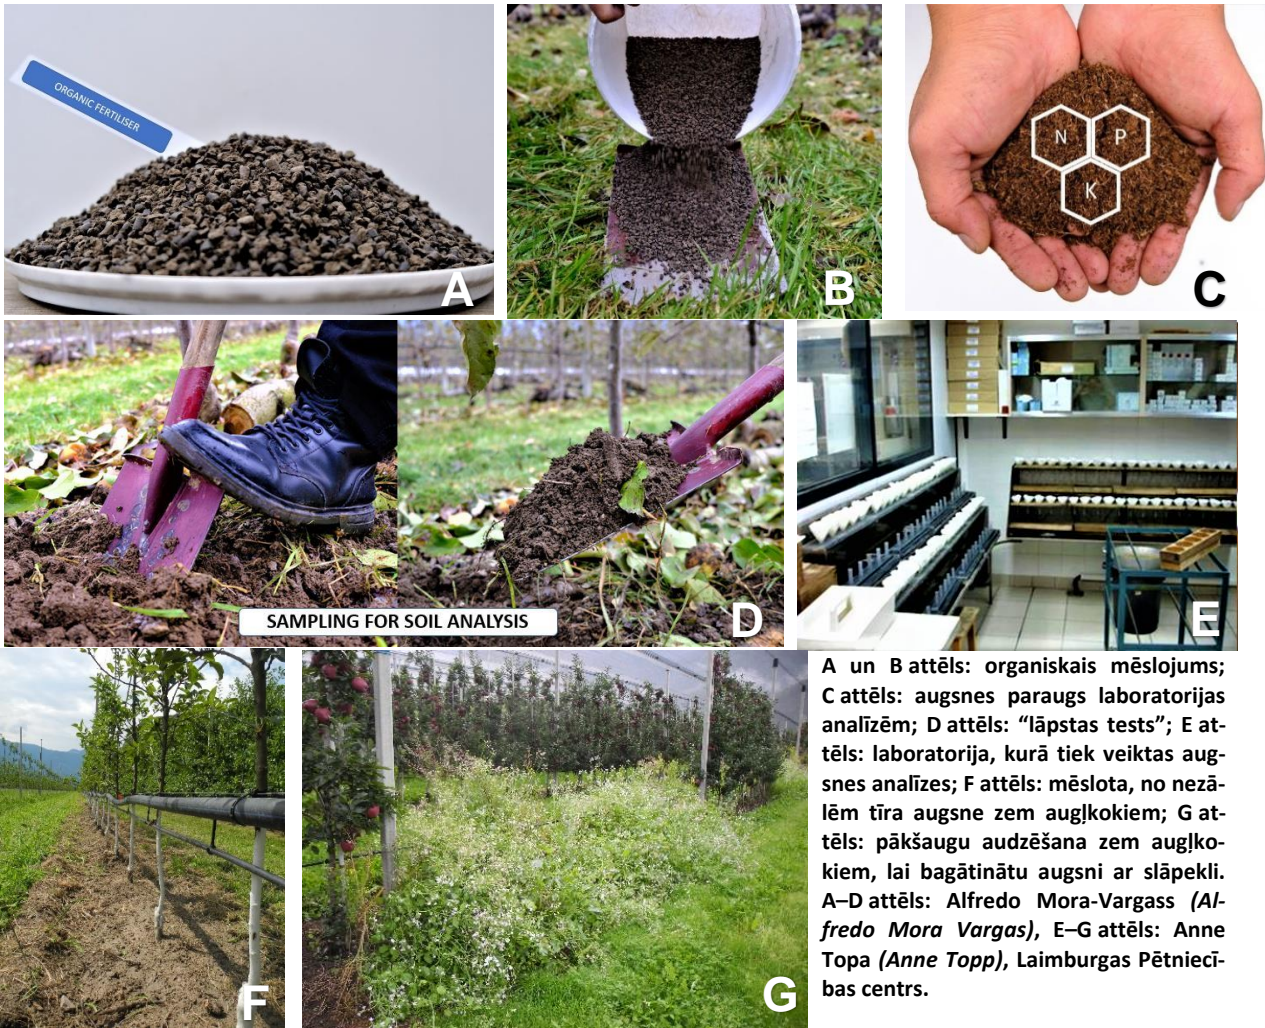 ORGANIC FERTILISER
A
B
N
P
K
C
SAMPLING FOR SOIL ANALYSIS
D
E
F
G
A un B attēls: organiskais mēslojums;
C attēls: augsnes paraugs laboratorijas
analīzēm; D attēls: “lāpstas tests”; E at-
tēls: laboratorija, kurā tiek veiktas aug-
snes analīzes; F attēls: mēslota, no nezā-
lēm tīra augsne zem augļkokiem; G at-
tēls: pākšaugu audzēšana zem augļko-
kiem, lai bagātinātu augsni ar slāpekli.
A–D attēls: Alfredo Mora-Vargass (Al-
fredo Mora Vargas), E–G attēls: Anne
Topa (Anne Topp), Laimburgas Pētniecī-
bas centrs.